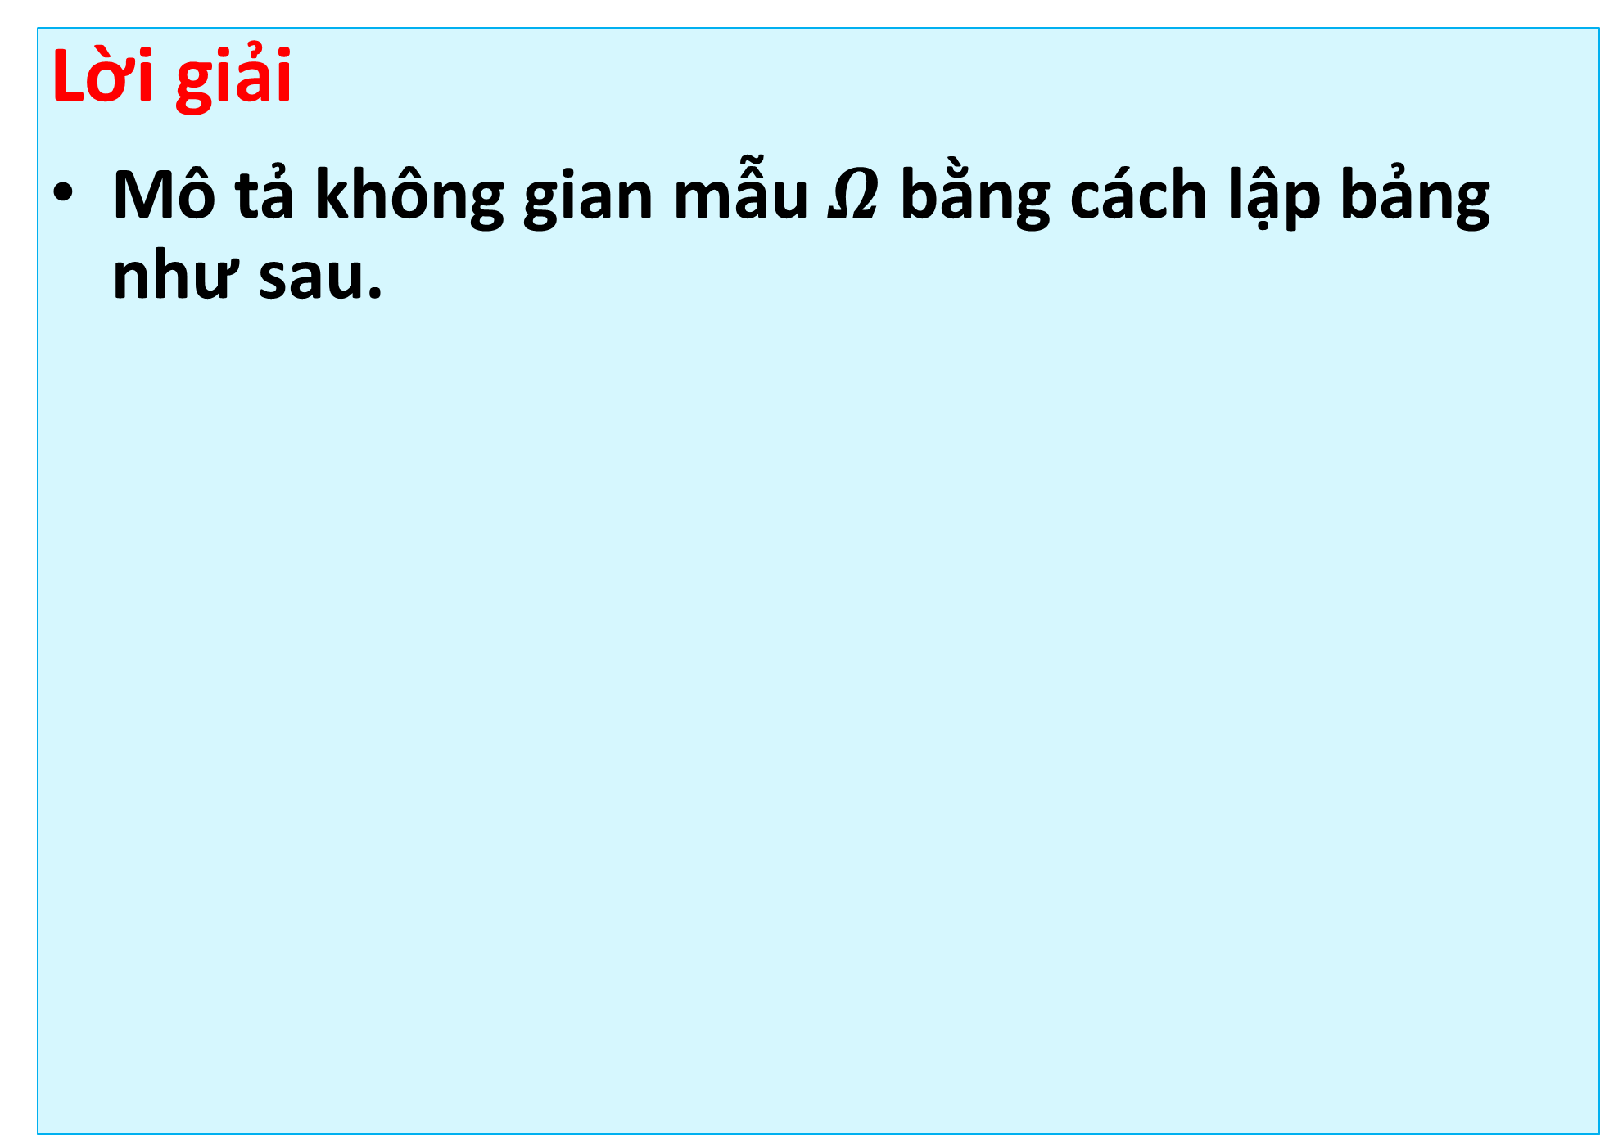 Lời giải
• Mô tả không gian mẫu Ω bằng cách lập bảng
như sau.